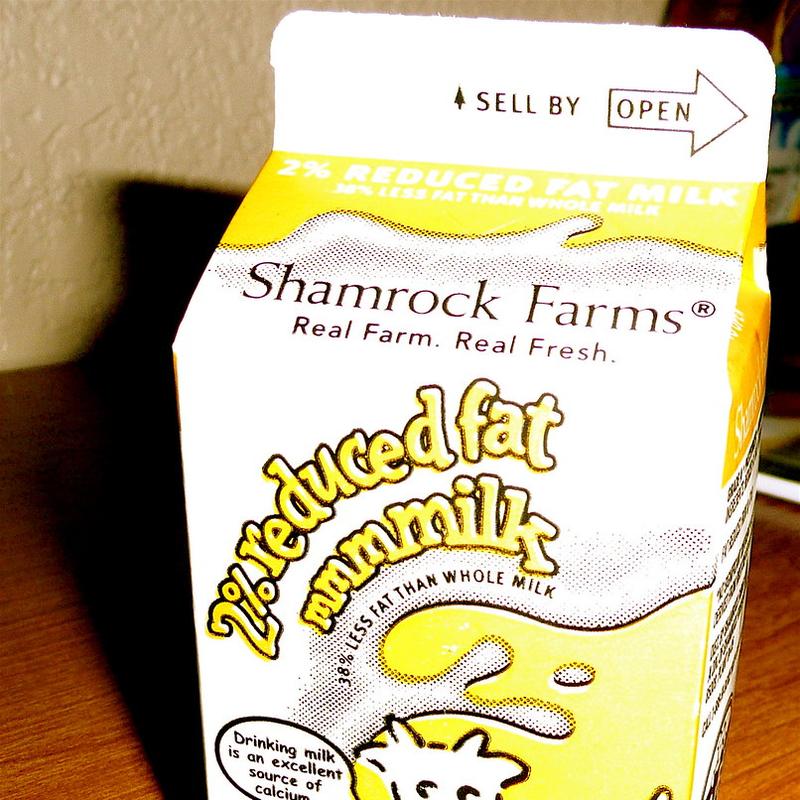 SELL BY OPEN
2% REDUCED FAT MILK
38% LESS FAT THAN WHOLE MILK
Shamrock Farms®
Real Farm. Real Fresh.
2% reduced fat
mmmmilk
38% LESS FAT THAN WHOLE MILK
Drinking milk
is an excellent
source of
calcium